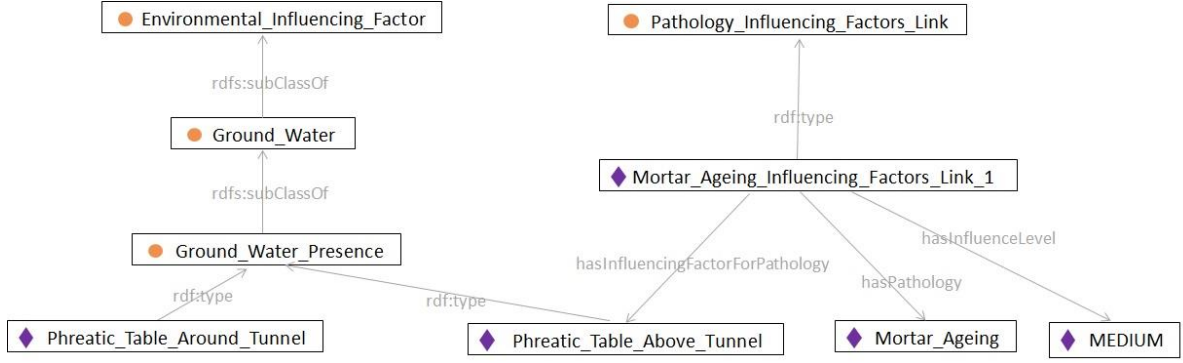 Environmental_Influencing_Factor
Pathology_Influencing_Factors_Link
rdfs:subClassOf
rdf:type
Ground_Water
Mortar_Ageing_Influencing_Factors_Link_1
rdfs:subClassOf
Ground_Water_Presence
hasInfluenceLevel
hasInfluencingFactorForPathology
hasPathology
rdf:type
rdf:type
Phreatic_Table_Around_Tunnel
Phreatic_Table_Above_Tunnel
Mortar_Ageing
MEDIUM